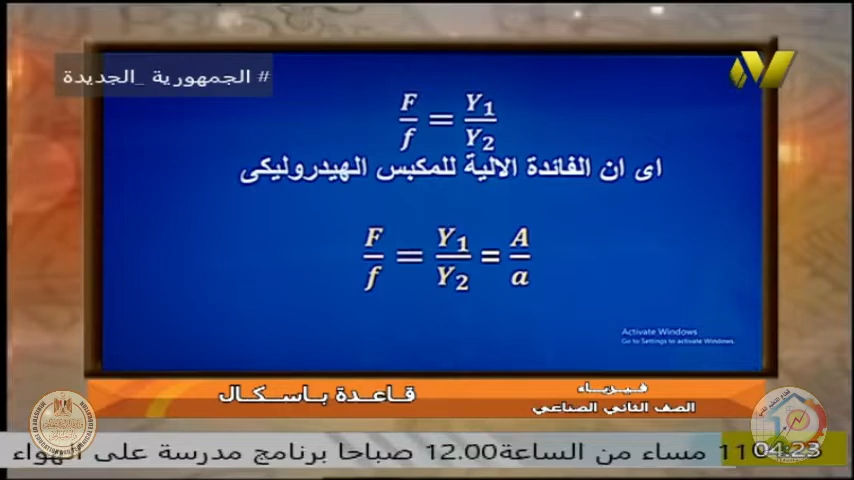 # الجمهورية _الجديدة
F/f = Y₁/Y₂
اى ان الفائدة الالية للمكبس الهيدروليكى
F/f = Y₁/Y₂ = A/a
Activate Windows
Go to Settings to activate Windows.
فيزياء
قاعدة باسكال
الصف الثاني الصناعي
11 مساء من الساعة 12.00 صباحا برنامج مدرسة على الهواء
04:23